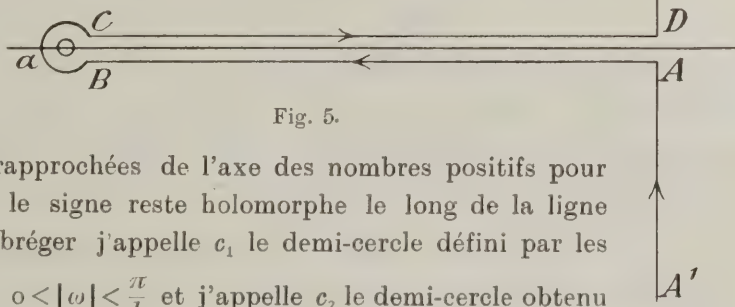 C D
a B A
Fig. 5.
rapprochées de l'axe des nombres positifs pour
le signe reste holomorphe le long de la ligne
bréger j'appelle c₁ le demi-cercle défini par les
o < |ω| < π et j'appelle c₂ le demi-cercle obtenu
A'